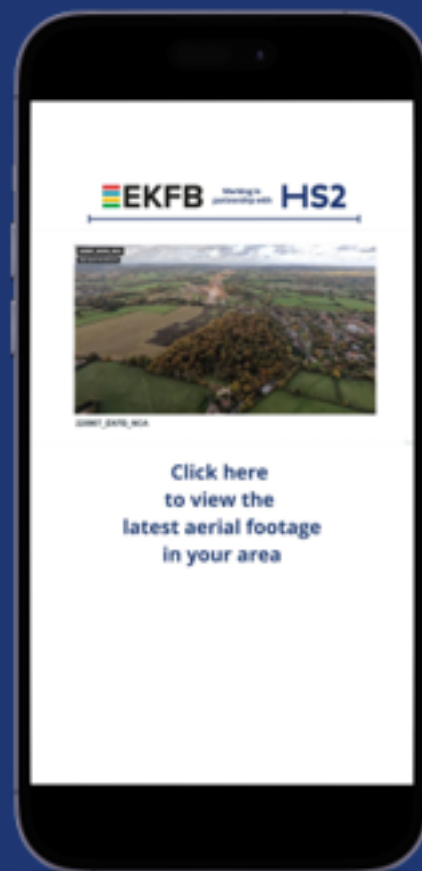 EKFB
Working in
partnership with
HS2
Click here
to view the
latest aerial footage
in your area